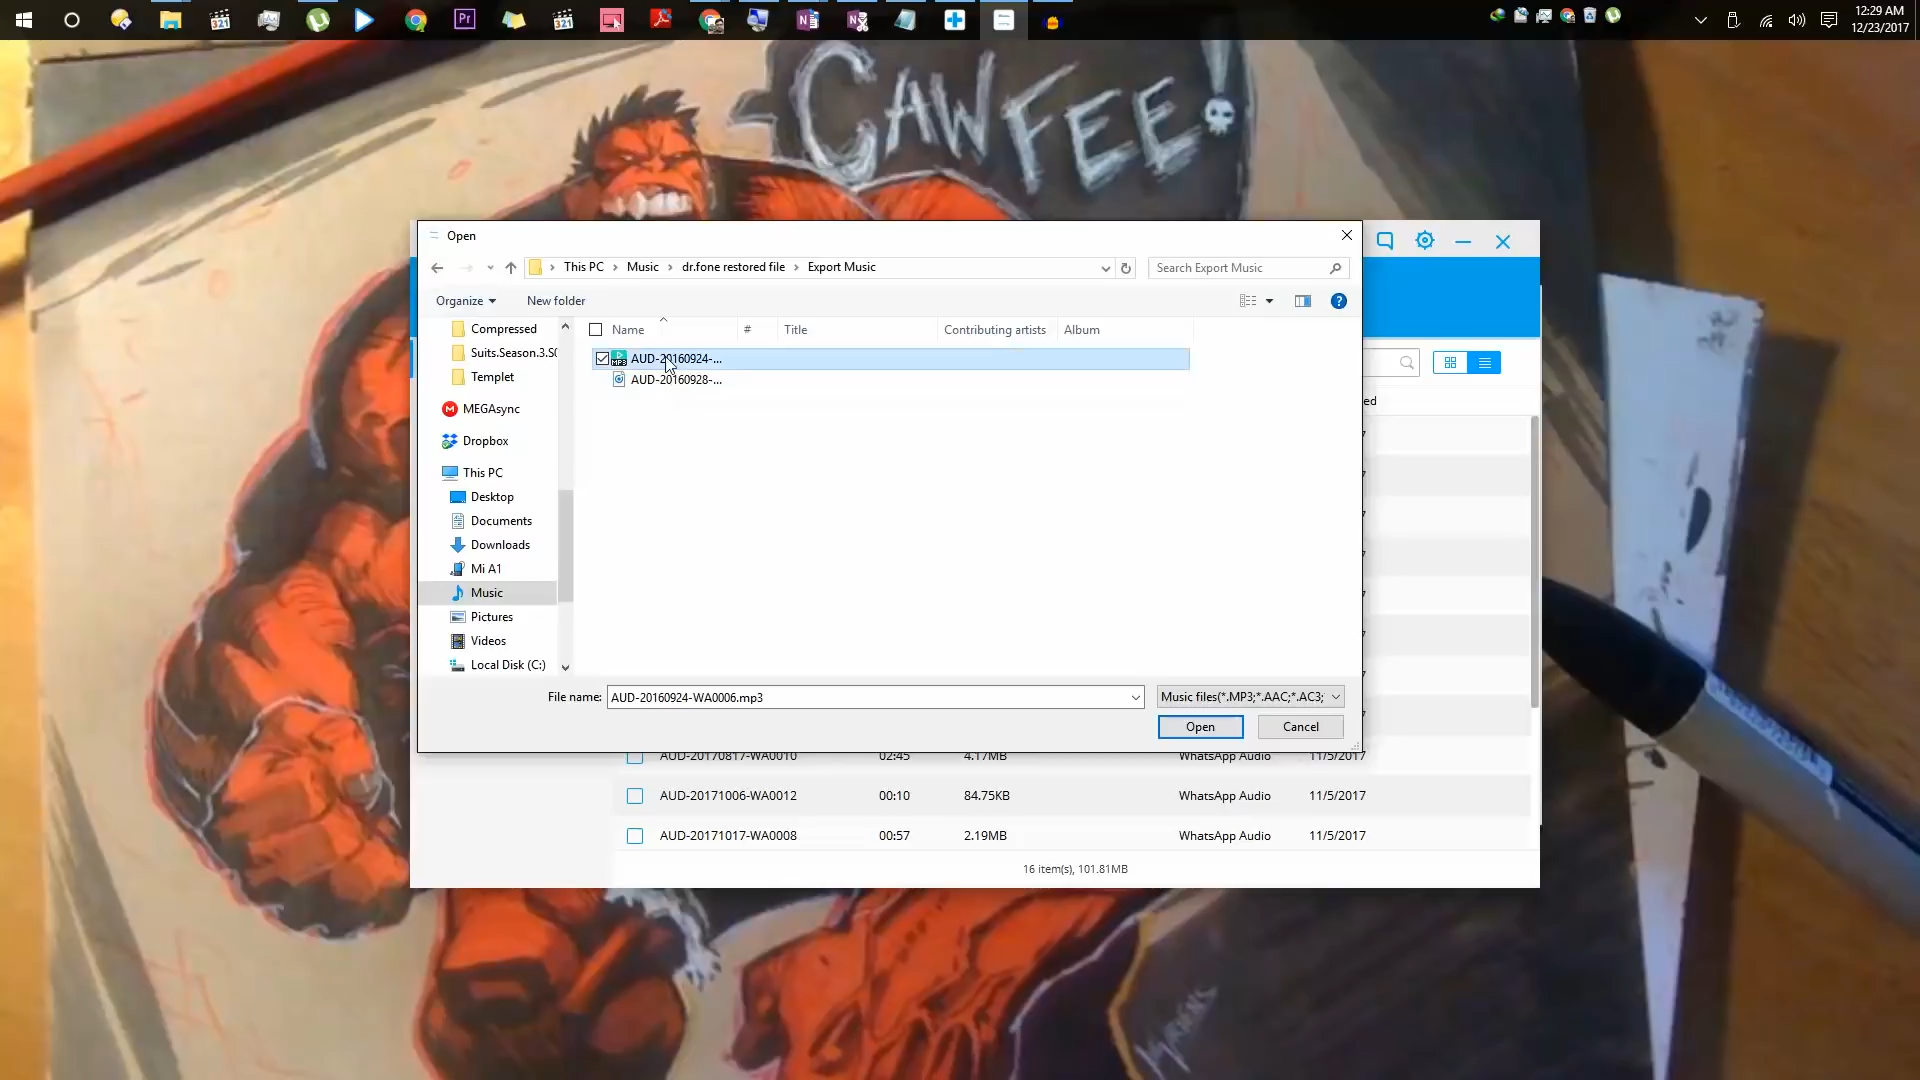 12:29 AM
12/23/2017
321
Pr
321
CAWFEE!
Open
This PC
Music
dr.fone restored file
Export Music
Search Export Music
Organize
New folder
Compressed
Suits.Season.3.S
Templet
MEGAsync
Dropbox
This PC
Desktop
Documents
Downloads
Mi A1
Music
Pictures
Videos
Local Disk (C:)
Name
#
Title
Contributing artists
Album
AUD-20160924-...
AUD-20160928-...
ed
File name:
AUD-20160924-WA0006.mp3
Music files(*.MP3;*.AAC;*.AC3;
Open
Cancel
AUD-20170817-WA0010 02:45 4.17MB WhatsApp Audio 11/5/2017
AUD-20171006-WA0012 00:10 84.75KB WhatsApp Audio 11/5/2017
AUD-20171017-WA0008 00:57 2.19MB WhatsApp Audio 11/5/2017
16 item(s), 101.81MB